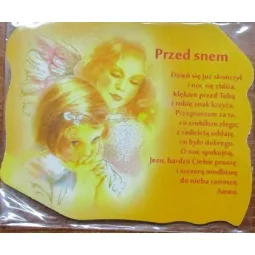 Przed snem
Dzień się już skończył
i noc się zbliża.
Klękam przed Tobą
i robię znak krzyża.
Przepraszam za to,
co zrobiłem złego,
z radością oddaję,
co było dobrego.
O noc spokojną,
Jezu, bardzo Ciebie proszę
i szczerą modlitwę
do nieba zanoszę.
Amen.